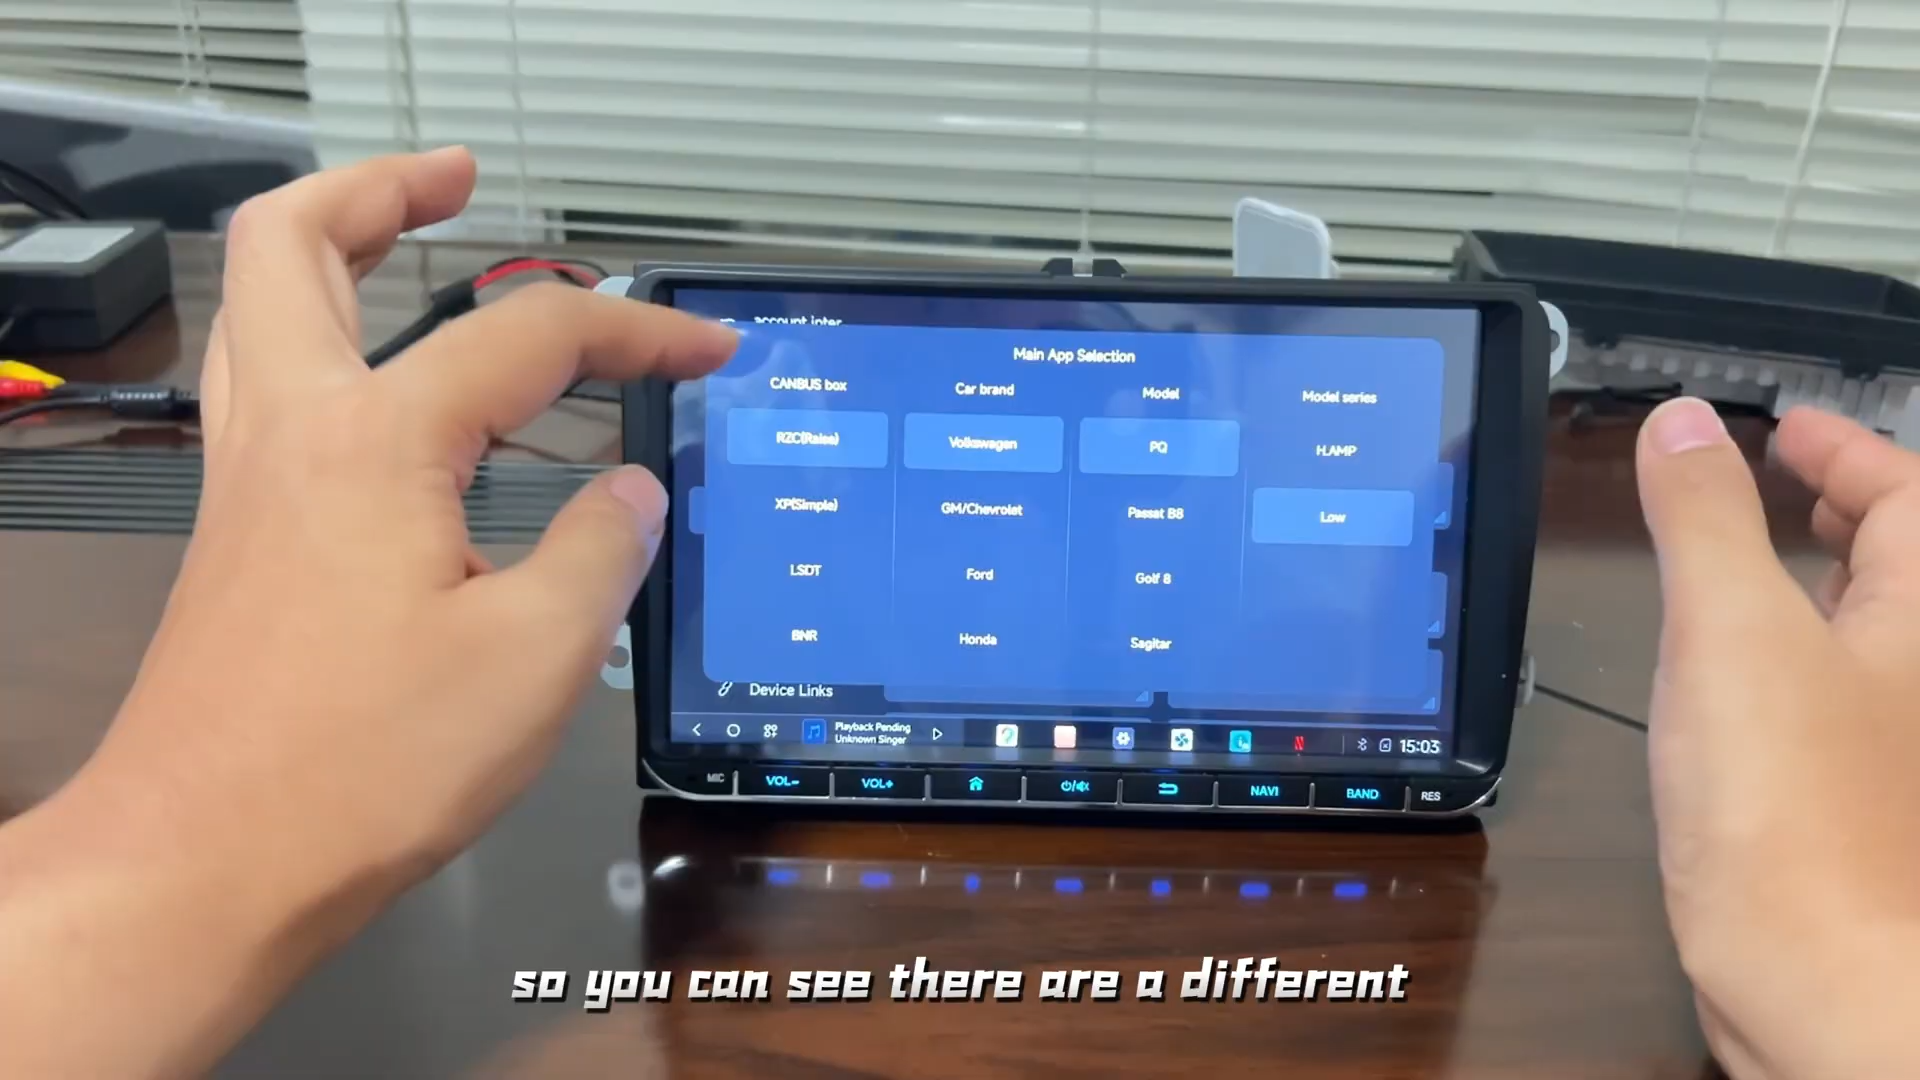 account inter
Main App Selection
CANBUS box
Car brand
Model
Model series
RZC(Raise)
Volkswagen
PQ
H.AMP
XP(Simple)
GM/Chevrolet
Passat B8
Low
LSDT
Ford
Golf 8
BNR
Honda
Sagitar
Device Links
Playback Pending
Unknown Singer
15:03
MIC
VOL-
VOL+
NAVI
BAND
RES
so you can see there are a different